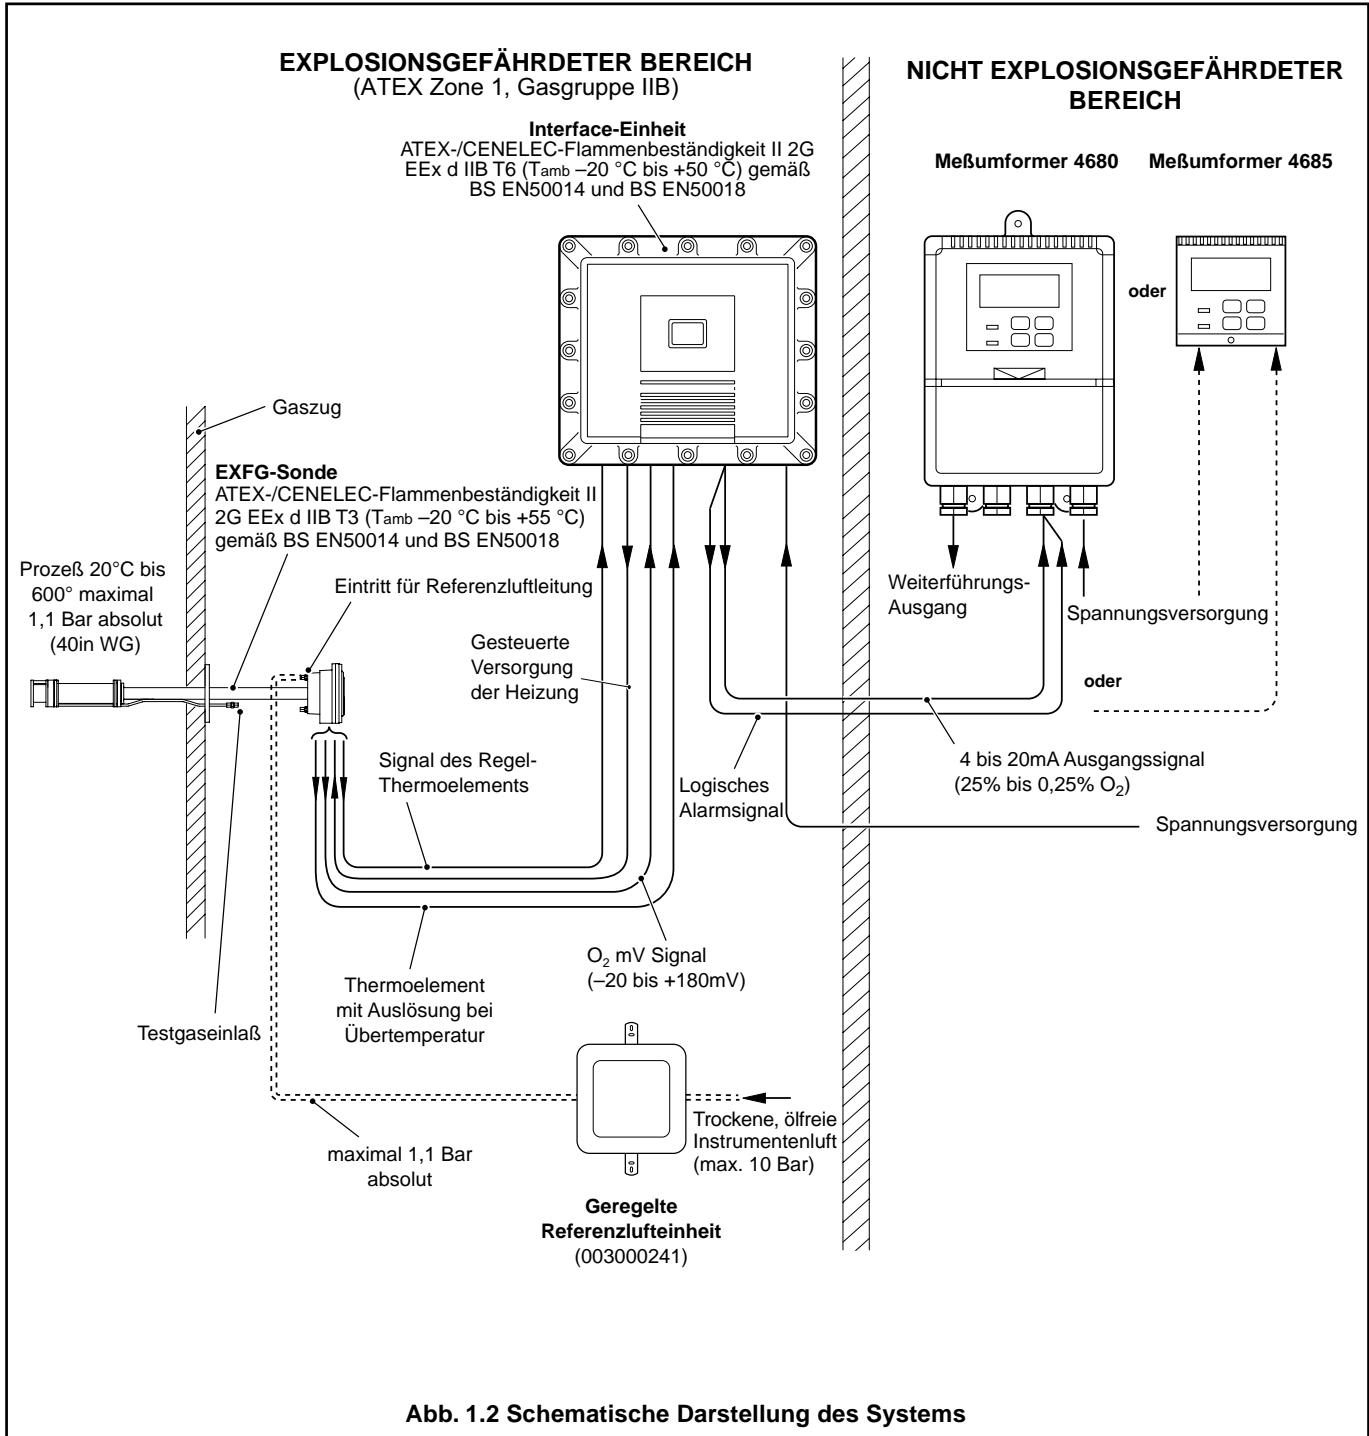 EXPLOSIONSGEFÄHRDETER BEREICH
(ATEX Zone 1, Gasgruppe IIB)
NICHT EXPLOSIONSGEFÄHRDETER
BEREICH
Interface-Einheit
ATEX-/CENELEC-Flammenbeständigkeit II 2G
EEx d IIB T6 (Tamb –20 °C bis +50 °C) gemäß
BS EN50014 und BS EN50018
Meßumformer 4680
Meßumformer 4685
oder
Gaszug
EXFG-Sonde
ATEX-/CENELEC-Flammenbeständigkeit II
2G EEx d IIB T3 (Tamb –20 °C bis +55 °C)
gemäß BS EN50014 und BS EN50018
Prozeß 20°C bis
600° maximal
1,1 Bar absolut
(40in WG)
Eintritt für Referenzluftleitung
Gesteuerte
Versorgung
der Heizung
Weiterführungs-
Ausgang
Spannungsversorgung
oder
Signal des Regel-
Thermoelements
Logisches
Alarmsignal
4 bis 20mA Ausgangssignal
(25% bis 0,25% O2)
Spannungsversorgung
O2 mV Signal
(–20 bis +180mV)
Thermoelement
mit Auslösung bei
Übertemperatur
Testgaseinlaß
Trockene, ölfreie
Instrumentenluft
(max. 10 Bar)
maximal 1,1 Bar
absolut
Geregelte
Referenzlufteinheit
(003000241)
Abb. 1.2 Schematische Darstellung des Systems